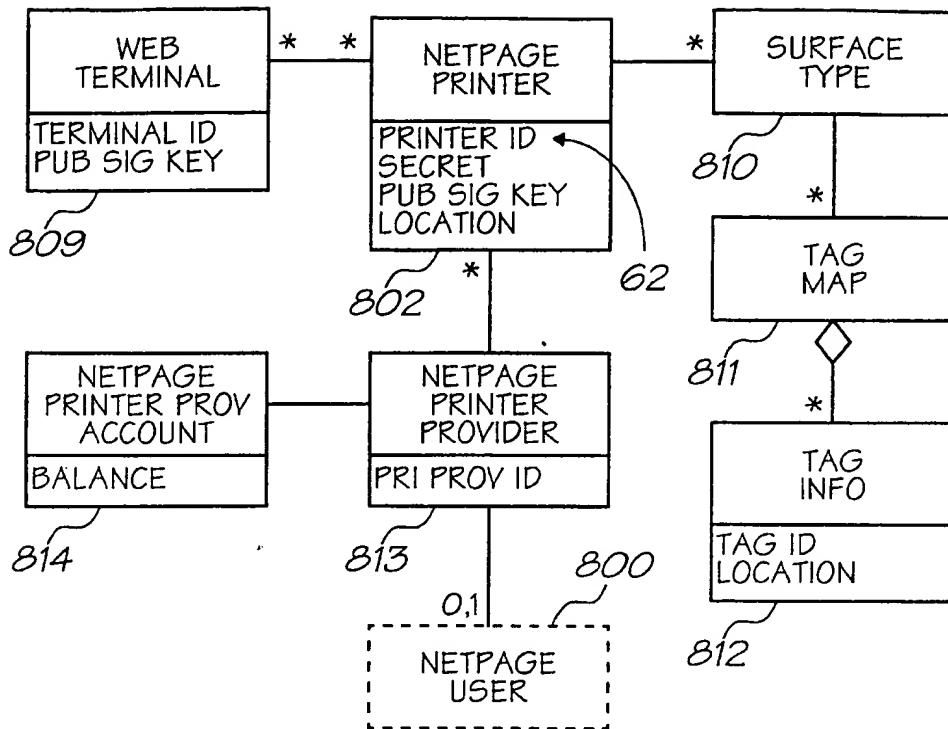 WEB
TERMINAL
TERMINAL ID
PUB SIG KEY
809
*
*
NETPAGE
PRINTER
PRINTER ID
SECRET
PUB SIG KEY
LOCATION
802
62
*
*
SURFACE
TYPE
810
*
TAG
MAP
811
*
TAG
INFO
TAG ID
LOCATION
812
NETPAGE
PRINTER PROV
ACCOUNT
BALANCE
814
NETPAGE
PRINTER
PROVIDER
PRI PROV ID
813
0,1
800
NETPAGE
USER